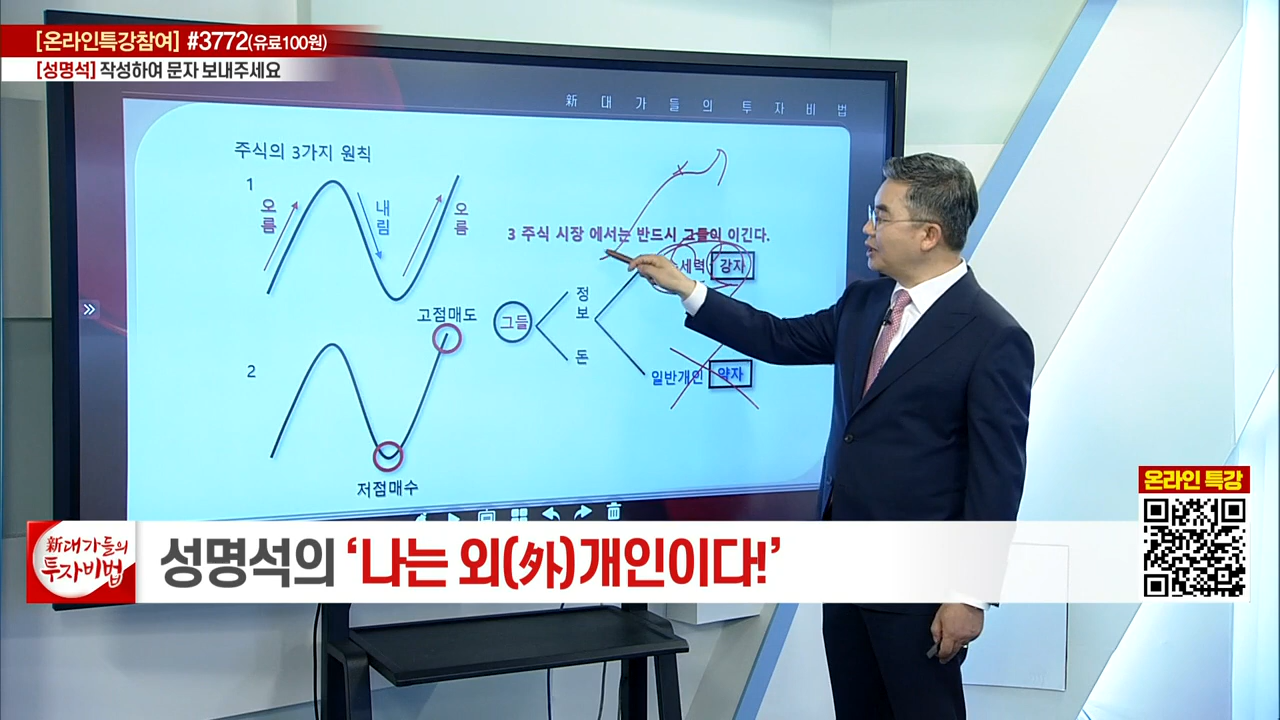 [온라인특강참여] #3772(유료100원)
[성명석] 작성하여 문자 보내주세요
新 대 가 들 의 투 자 비 법
주식의 3가지 원칙
1
오름
내림
오름
3 주식 시장 에서는 반드시 그들이 이긴다.
세력 강자
정보
그들
돈
일반개인 약자
고점매도
2
저점매수
온라인 특강
新대가들의
투자비법
성명석의 ‘나는 외(外)개인이다!’